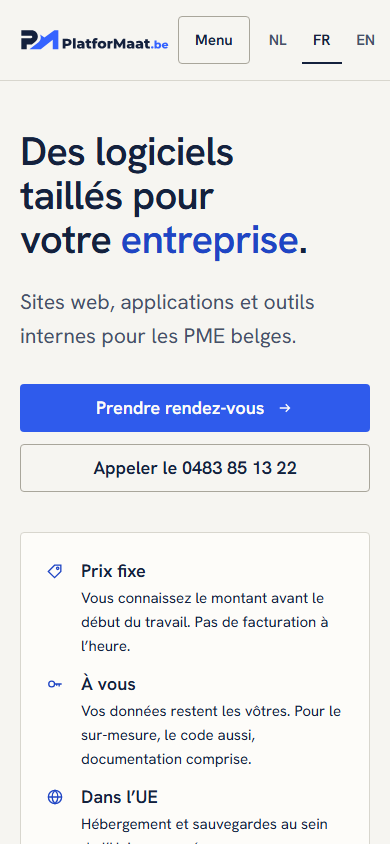 PlatforMaat.be
Menu
NL
FR
EN
Des logiciels
taillés pour
votre entreprise.
Sites web, applications et outils
internes pour les PME belges.
Prendre rendez-vous →
Appeler le 0483 85 13 22
Prix fixe
Vous connaissez le montant avant le
début du travail. Pas de facturation à
l’heure.
À vous
Vos données restent les vôtres. Pour le
sur-mesure, le code aussi,
documentation comprise.
Dans l’UE
Hébergement et sauvegardes au sein